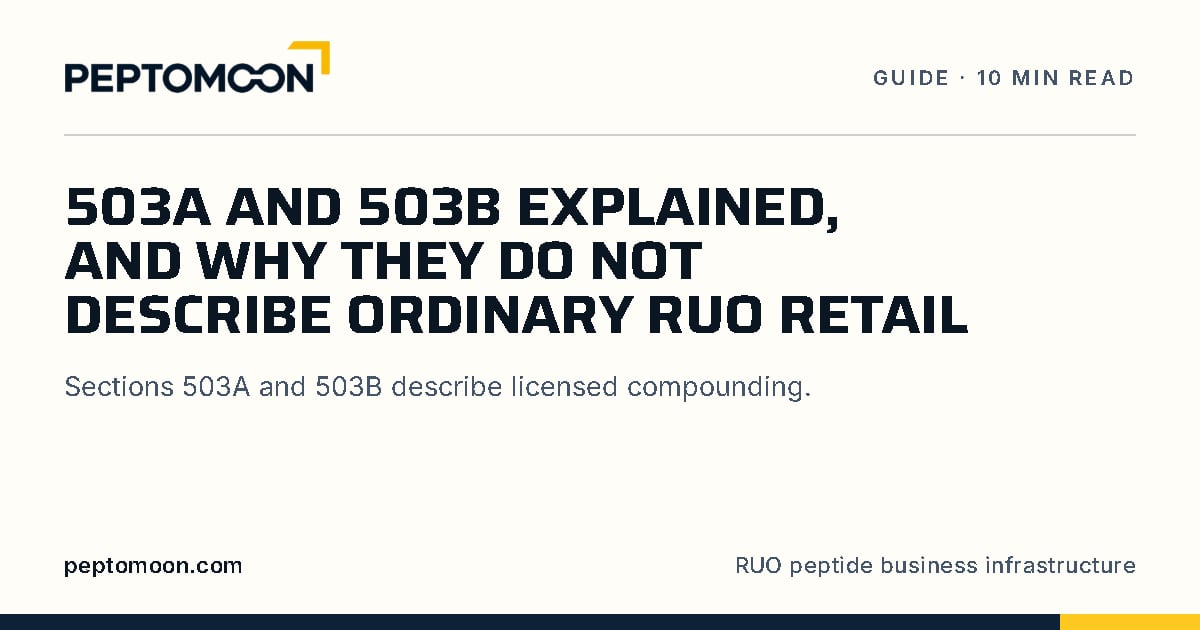 PEPTOMOON
GUIDE · 10 MIN READ
503A AND 503B EXPLAINED,
AND WHY THEY DO NOT
DESCRIBE ORDINARY RUO RETAIL
Sections 503A and 503B describe licensed compounding.
peptomoon.com
RUO peptide business infrastructure